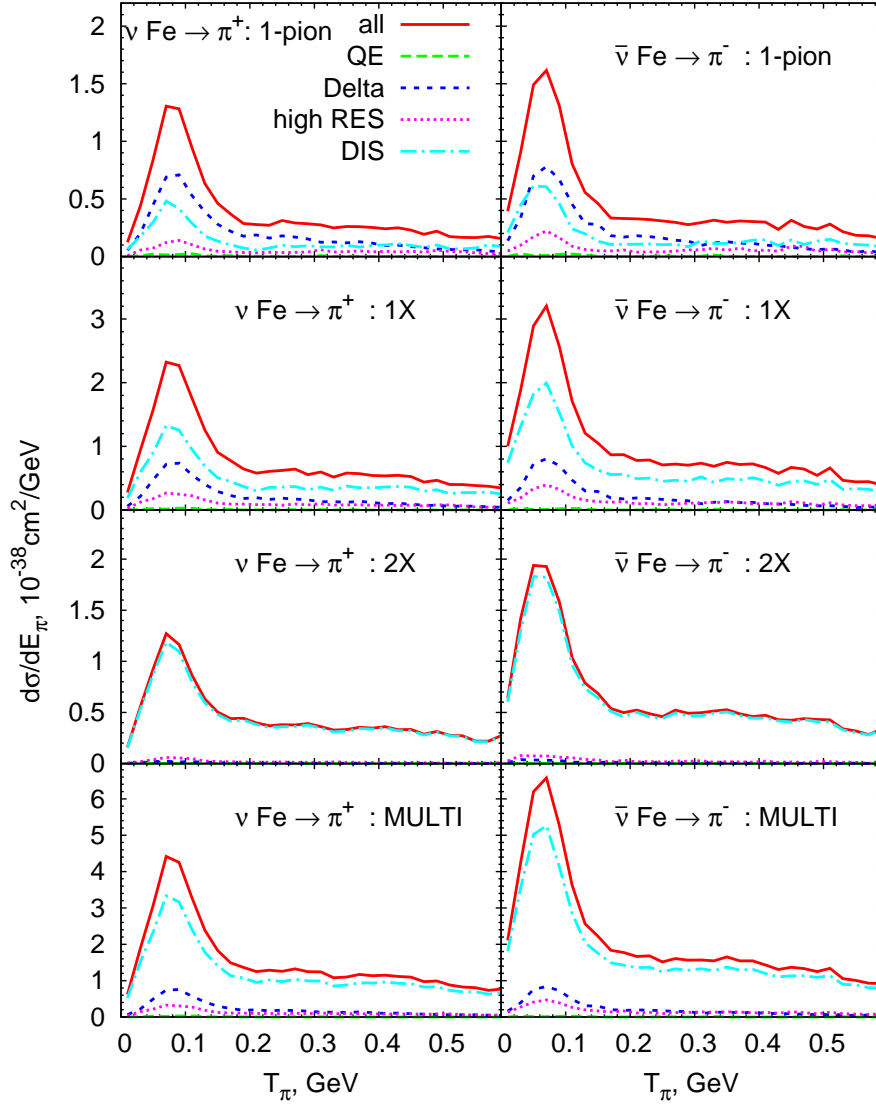 ν Fe → π⁺: 1-pion
all
QE
Delta
high RES
DIS
ν̄ Fe → π⁻ : 1-pion
2
1.5
1
0.5
0
ν Fe → π⁺ : 1X
ν̄ Fe → π⁻ : 1X
3
2
1
0
ν Fe → π⁺ : 2X
ν̄ Fe → π⁻ : 2X
2
1.5
1
0.5
0
ν Fe → π⁺ : MULTI
ν̄ Fe → π⁻ : MULTI
6
5
4
3
2
1
0
dσ/dE_π, 10⁻³⁸cm²/GeV
0 0.1 0.2 0.3 0.4 0.5
0 0.1 0.2 0.3 0.4 0.5
T_π, GeV
T_π, GeV